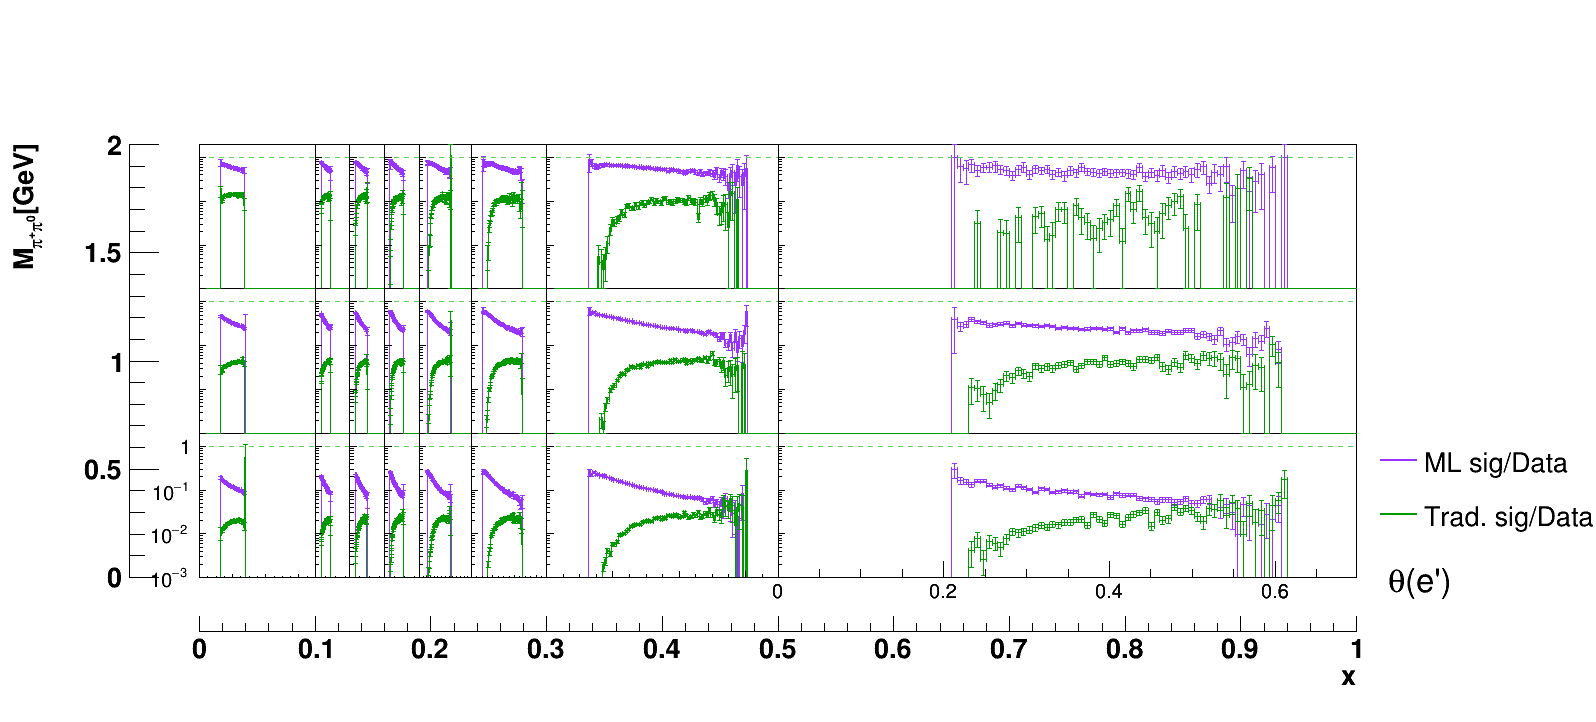 M π⁺π⁰ [GeV]
2
1.5
1
0.5
0
1
10⁻¹
10⁻²
10⁻³
ML sig/Data
Trad. sig/Data
0 0.2 0.4 0.6
θ(e')
0 0.1 0.2 0.3 0.4 0.5 0.6 0.7 0.8 0.9 1
x